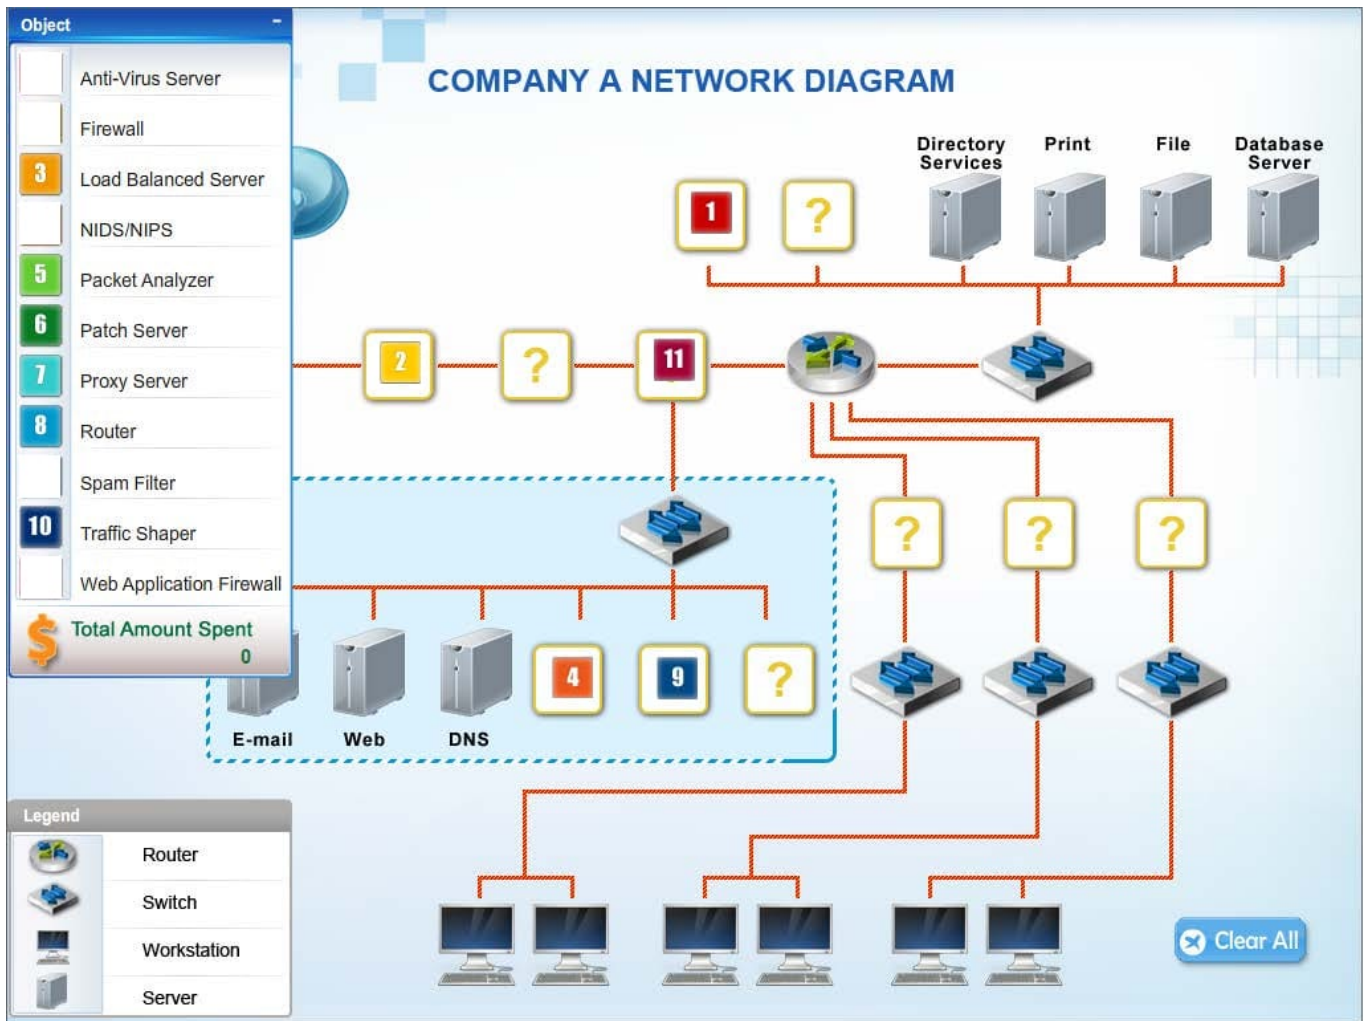 Object
-
Anti-Virus Server
Firewall
3 Load Balanced Server
NIDS/NIPS
5 Packet Analyzer
6 Patch Server
7 Proxy Server
8 Router
Spam Filter
10 Traffic Shaper
Web Application Firewall
$ Total Amount Spent
0
COMPANY A NETWORK DIAGRAM
Directory
Services
Print
File
Database
Server
1 ?
2 ? 11
? ? ?
4 9 ?
E-mail Web DNS
Legend
Router
Switch
Workstation
Server
Clear All